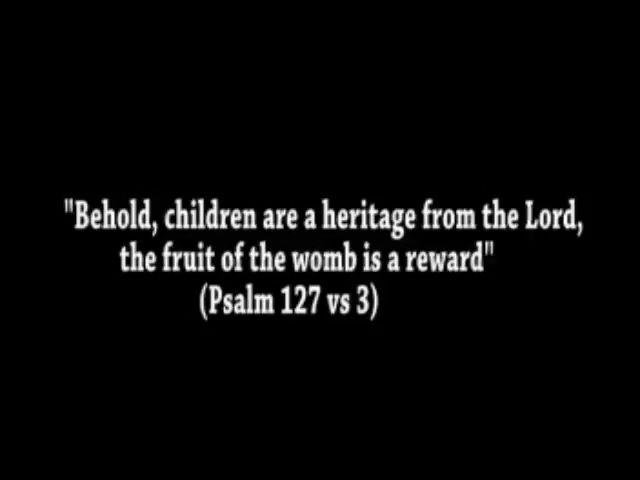 "Behold, children are a heritage from the Lord,
the fruit of the womb is a reward"
(Psalm 127 vs 3)